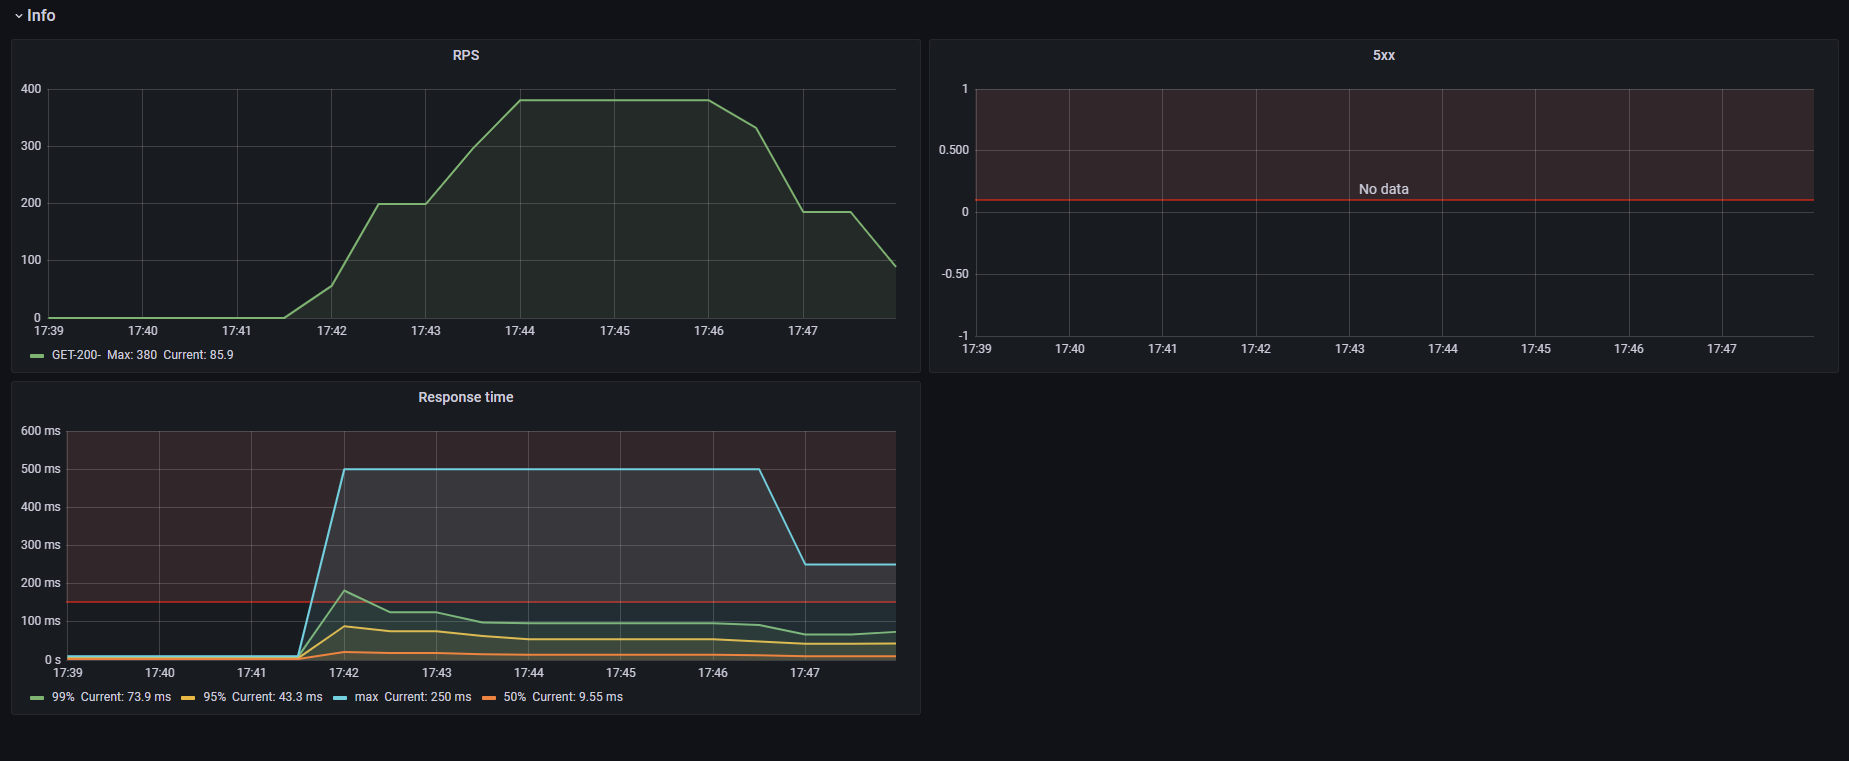 Info
RPS
400
300
200
100
0
17:39 17:40 17:41 17:42 17:43 17:44 17:45 17:46 17:47
GET-200- Max: 380 Current: 85.9
5xx
1
0.500
No data
0
-0.50
-1
17:39 17:40 17:41 17:42 17:43 17:44 17:45 17:46 17:47
Response time
600 ms
500 ms
400 ms
300 ms
200 ms
100 ms
0 s
17:39 17:40 17:41 17:42 17:43 17:44 17:45 17:46 17:47
99% Current: 73.9 ms 95% Current: 43.3 ms max Current: 250 ms 50% Current: 9.55 ms